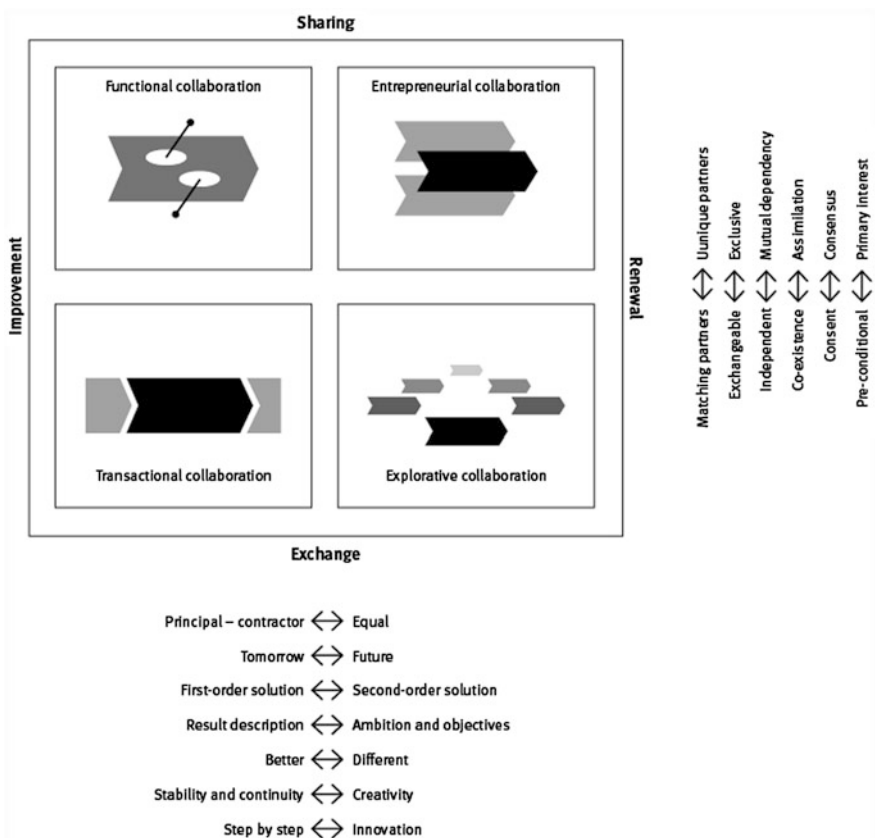 Sharing
Functional collaboration
Entrepreneurial collaboration
Improvement
Renewal
Transactional collaboration
Explorative collaboration
Exchange
Matching partners ↔ Uunique partners
Exchangeable ↔ Exclusive
Independent ↔ Mutual dependency
Co-existence ↔ Assimilation
Consent ↔ Consensus
Pre-conditional ↔ Primary interest
Principal – contractor ↔ Equal
Tomorrow ↔ Future
First-order solution ↔ Second-order solution
Result description ↔ Ambition and objectives
Better ↔ Different
Stability and continuity ↔ Creativity
Step by step ↔ Innovation